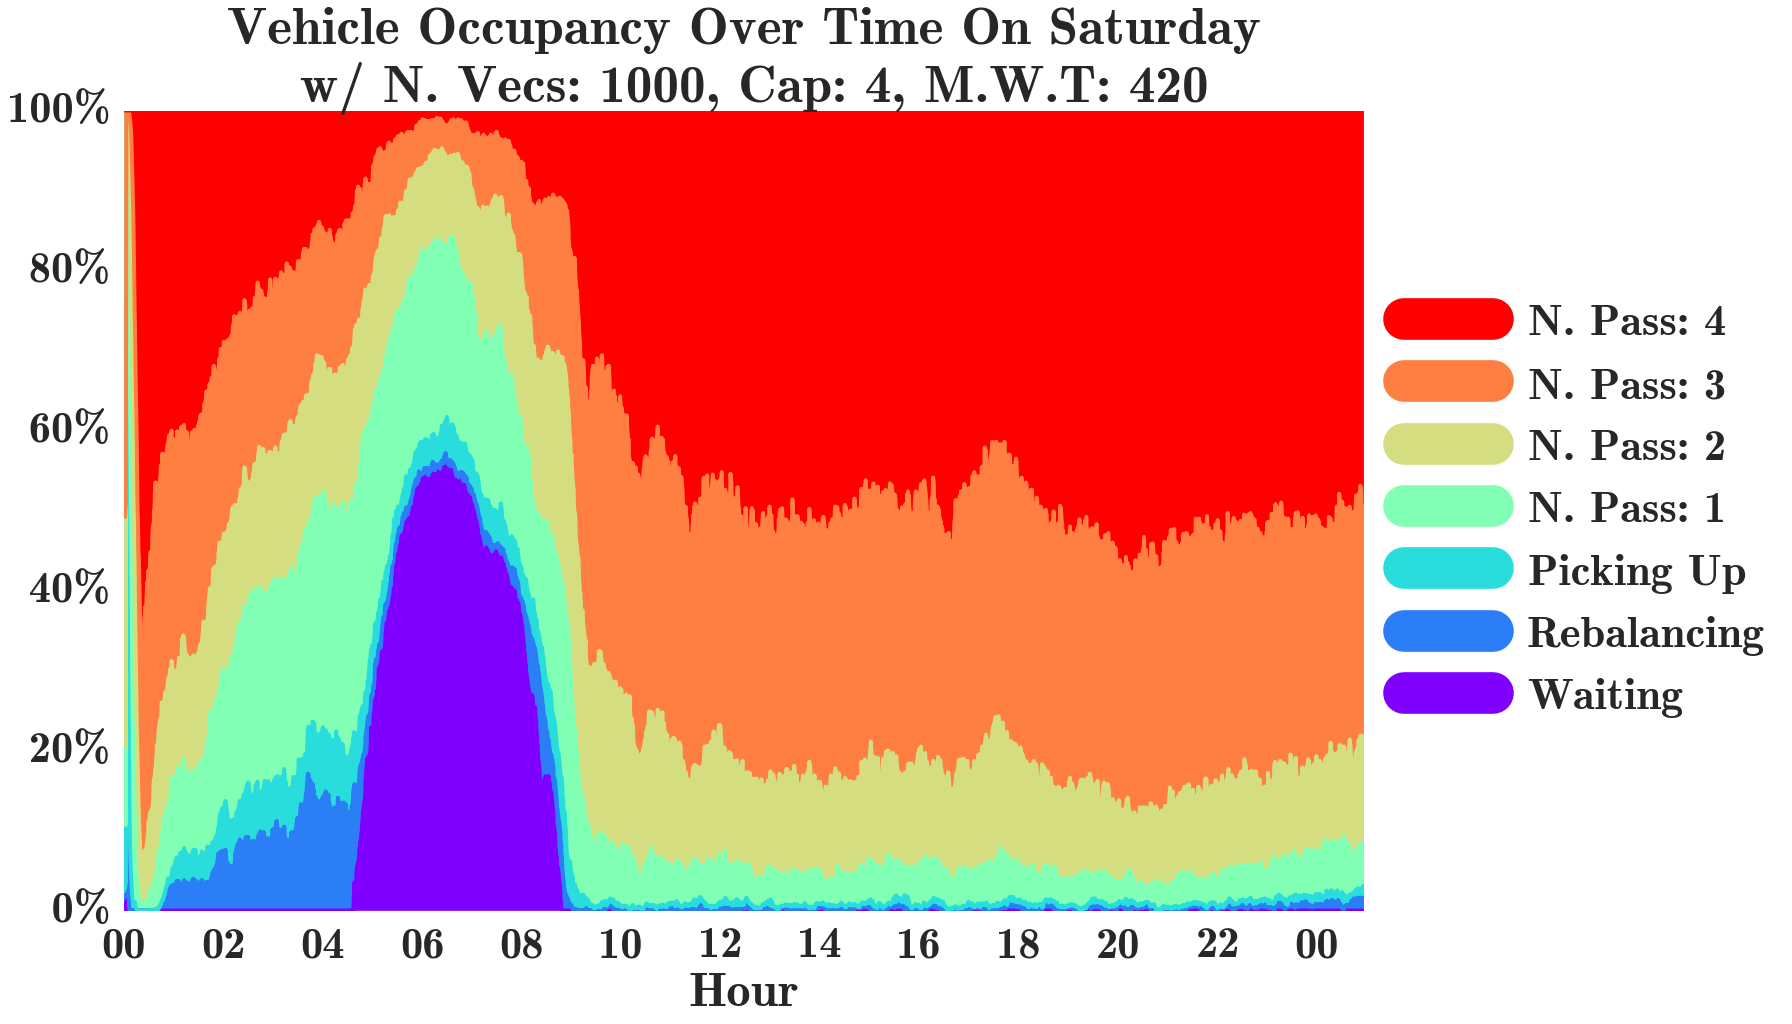 Vehicle Occupancy Over Time On Saturday
w/ N. Vecs: 1000, Cap: 4, M.W.T: 420
100%
80%
60%
40%
20%
0%
00 02 04 06 08 10 12 14 16 18 20 22 00
Hour
N. Pass: 4
N. Pass: 3
N. Pass: 2
N. Pass: 1
Picking Up
Rebalancing
Waiting